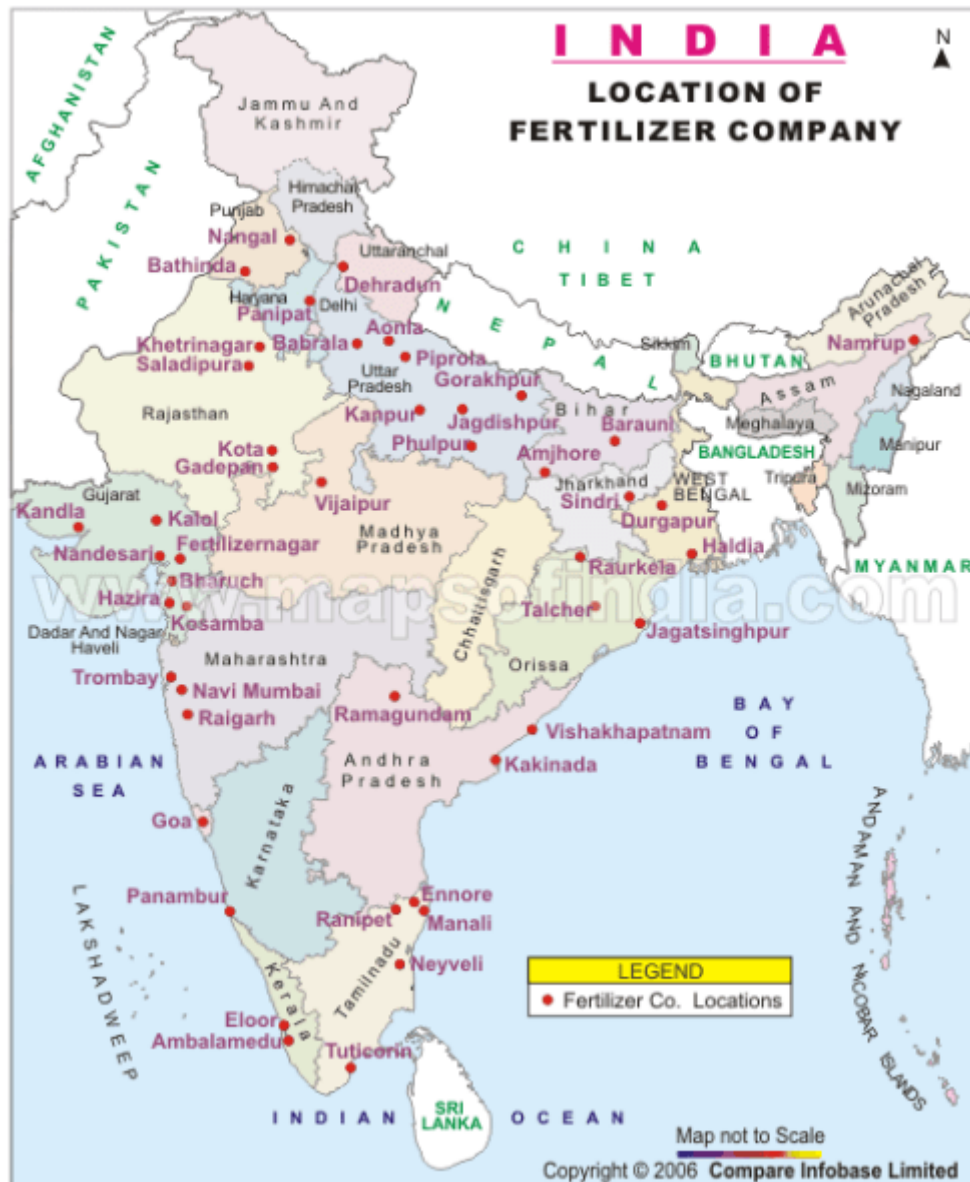 I N D I A
N
LOCATION OF
FERTILIZER COMPANY
AFGHANISTAN
Jammu And
Kashmir
PAKISTAN
Himachal
Pradesh
Punjab
Nangal
Uttaranchal
C H I N A
TIBET
Bathinda
Dehradun
Haryana
Panipat
Delhi
NEPAL
Arunachal
Pradesh
Aonla
Babrala
Khetrinagar
Piprola
Saladipura
Uttar
Pradesh
Gorakhpur
Sikkim
BHUTAN
Namrup
Assam
Nagaland
Rajasthan
Kanpur
Jagdishpur
Bihar
Barauni
Meghalaya
Phulpur
Kota
Gadepan
Amjhore
BANGLADESH
Manipur
Jharkhand
WEST
BENGAL
Tripura
Mizoram
Gujarat
Vijaipur
Sindri
Kandla
Kalol
Durgapur
Madhya
Pradesh
Nandesari
Fertilizernagar
Haldia
Raurkela
MYANMAR
www.mapsofindia.com
Bharuch
Hazira
Kosamba
Chhattisgarh
Talcher
Jagatsinghpur
Dadar And Nagar
Haveli
Maharashtra
Orissa
Trombay
Navi Mumbai
Raigarh
Ramagundam
Vishakhapatnam
BAY
OF
BENGAL
ARABIAN
SEA
Andhra
Pradesh
Kakinada
Goa
Karnataka
ANDAMAN AND NICOBAR ISLANDS
LAKSHADWEEP
Panambur
Ennore
Ranipet
Manali
Tamilnadu
Neyveli
LEGEND
Fertilizer Co. Locations
Kerala
Eloor
Ambalamedu
Tuticorin
SRI
LANKA
INDIAN OCEAN
Map not to Scale
Copyright © 2006 Compare Infobase Limited